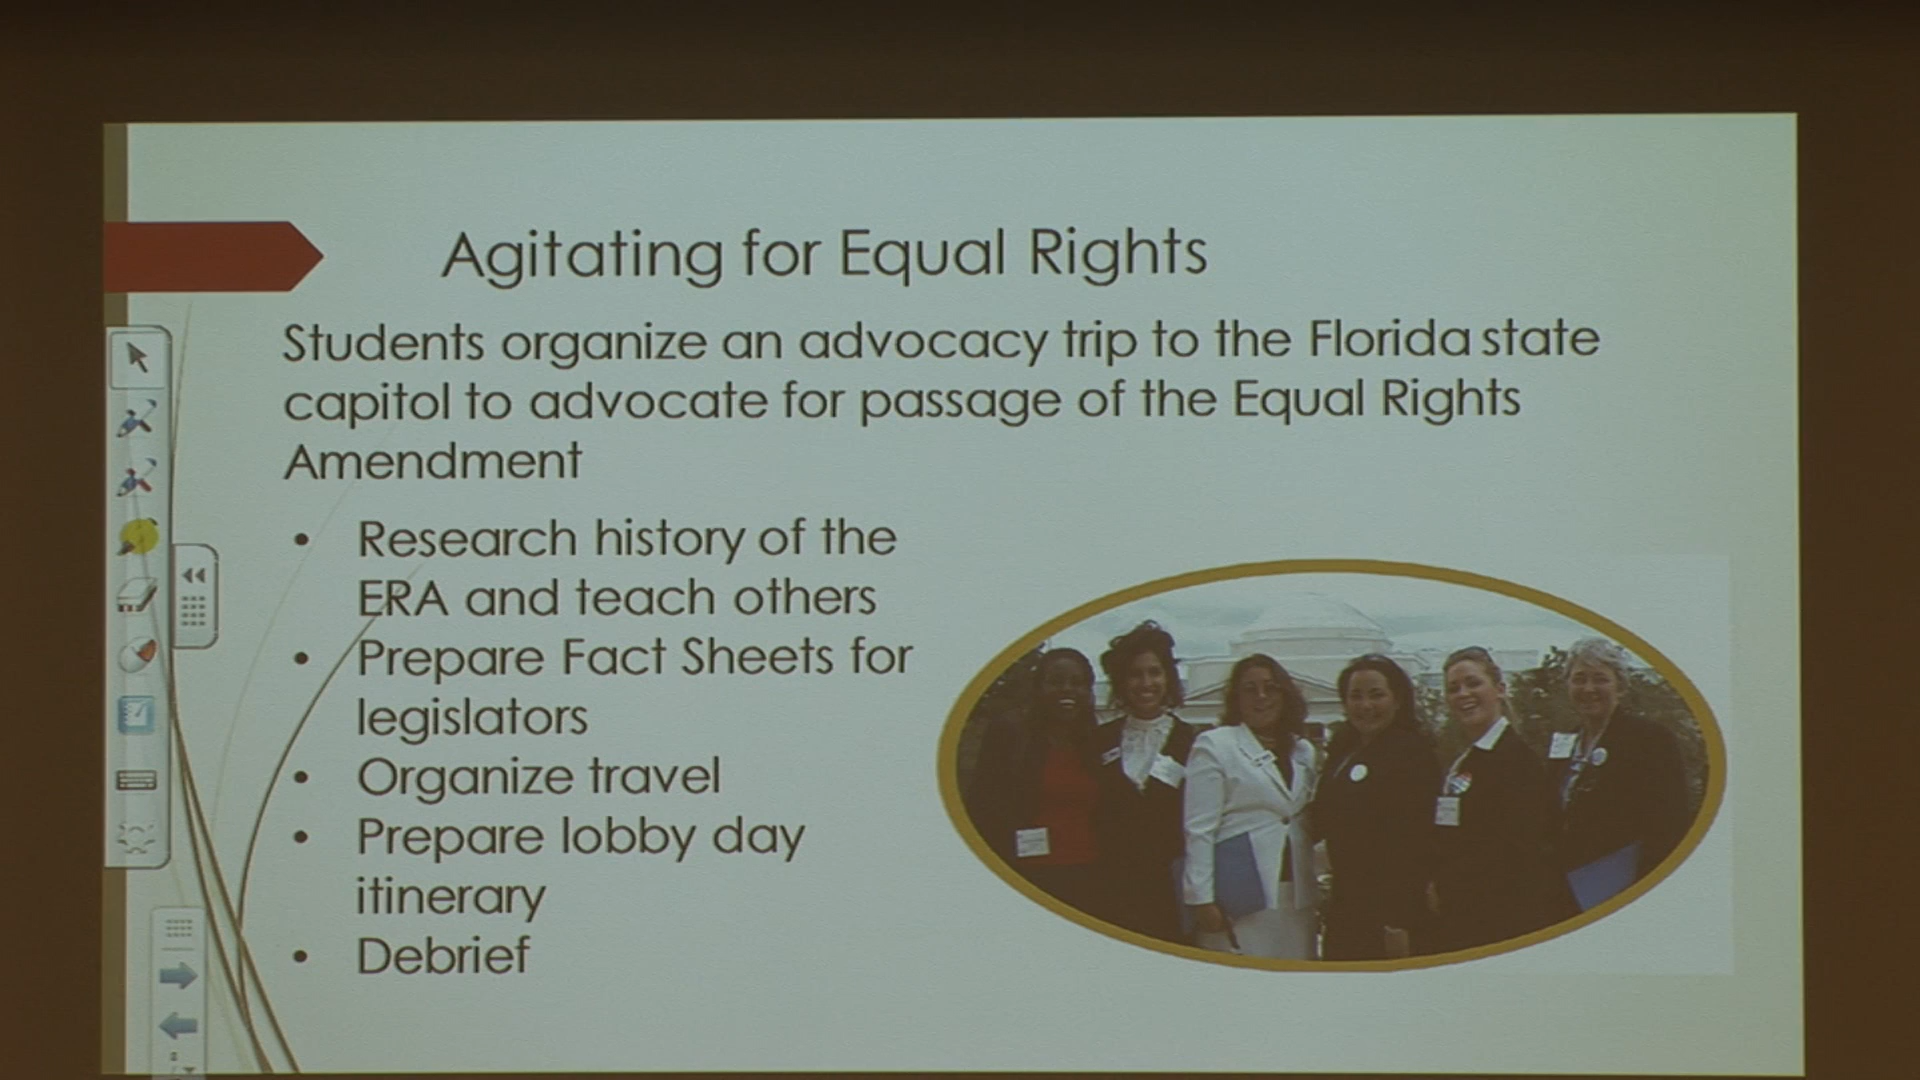 Agitating for Equal Rights
Students organize an advocacy trip to the Florida state
capitol to advocate for passage of the Equal Rights
Amendment
• Research history of the
ERA and teach others
• Prepare Fact Sheets for
legislators
• Organize travel
• Prepare lobby day
itinerary
• Debrief